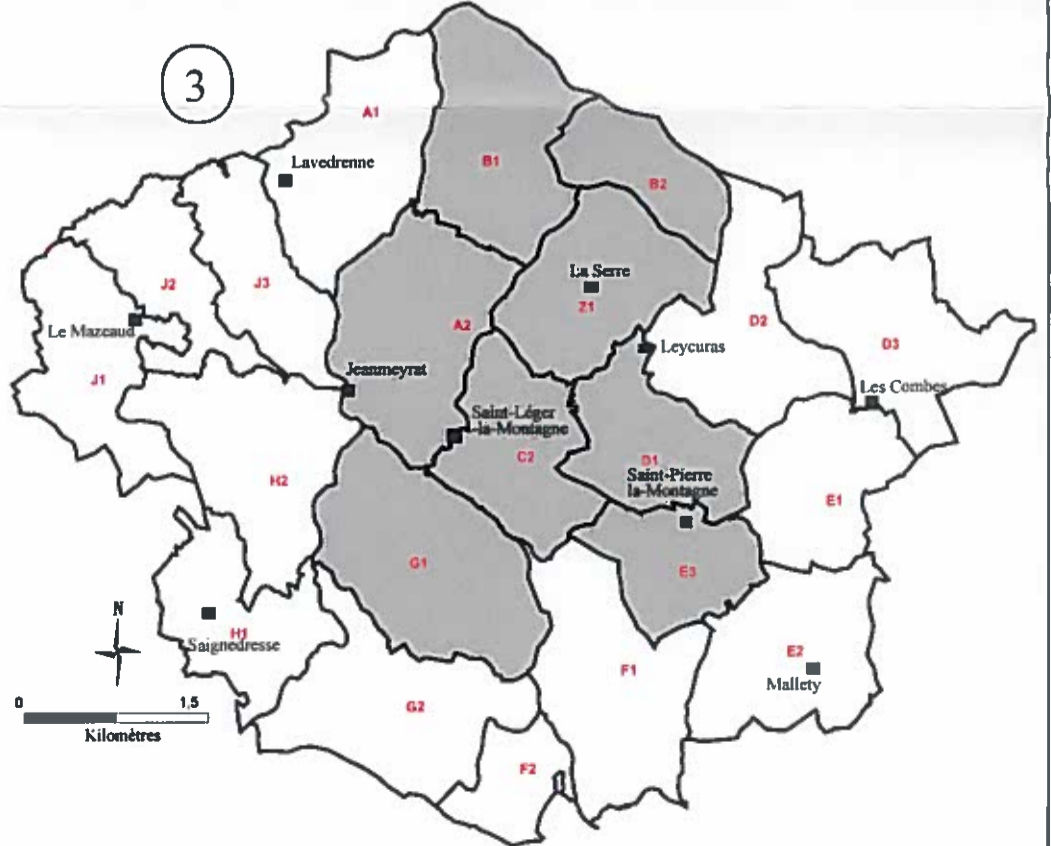 3
A1
Lavedrenne
B1
B2
La Serre
Z1
J2
J3
Le Mazeaud
A2
D2
D3
Leycuras
J1
Jeanmeyrat
Les Combes
Saint-Léger
-la-Montagne
C2
D1
Saint-Pierre
la-Montagne
H2
E1
G1
E3
N
H1
Saignedresse
E2
Mallety
F1
0 1,5
Kilomètres
G2
F2